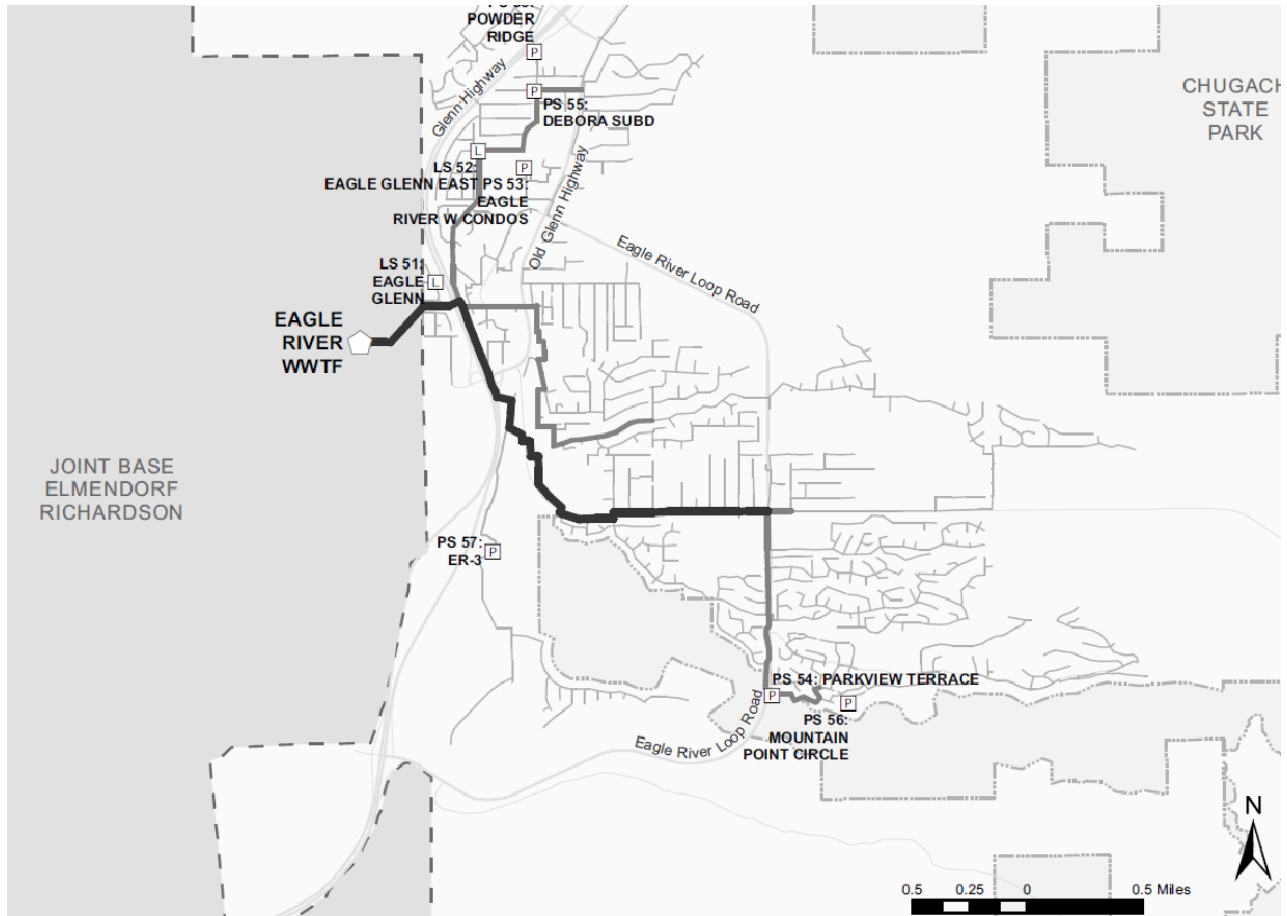 POWDER
RIDGE
P
Glenn Highway
P
PS 55:
DEBORA SUBD
CHUGACH
STATE
PARK
L
LS 52:
P
EAGLE GLENN EAST
PS 53:
EAGLE
RIVER W CONDOS
Old Glenn Highway
Eagle River Loop Road
LS 51:
EAGLE
GLENN
L
EAGLE
RIVER
WWTF
JOINT BASE
ELMENDORF
RICHARDSON
PS 57:
ER-3
P
PS 54: PARKVIEW TERRACE
P
P
PS 56:
MOUNTAIN
POINT CIRCLE
Eagle River Loop Road
N
0.5 0.25 0 0.5 Miles